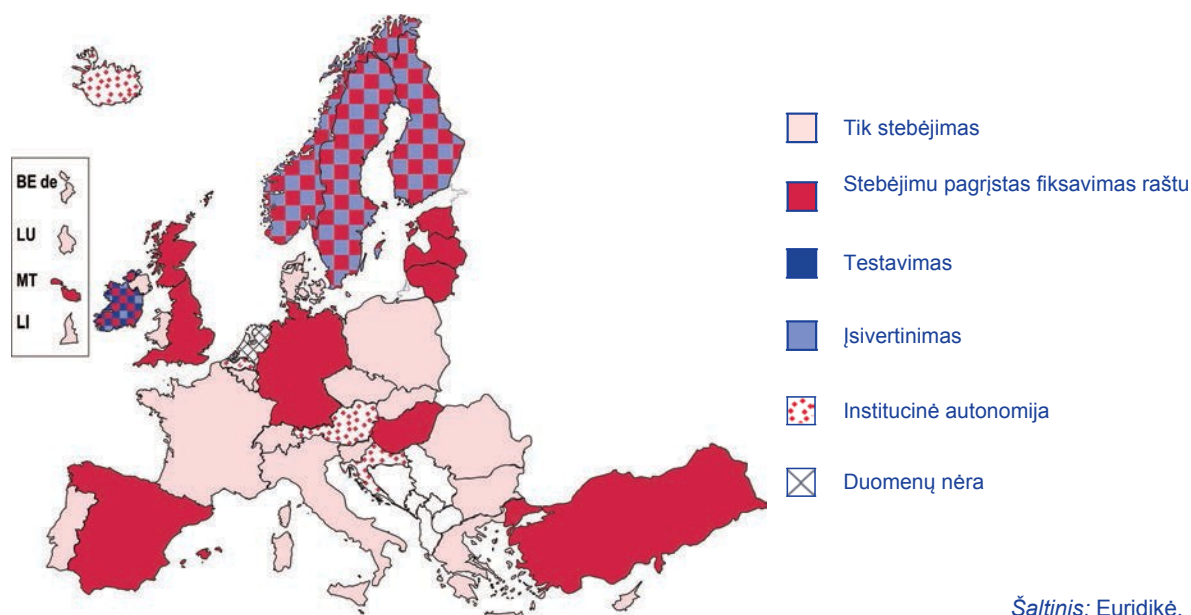 BE de
LU
MT
LI
Tik stebėjimas
Stebėjimu pagrįstas fiksavimas raštu
Testavimas
Įsivertinimas
Institucinė autonomija
Duomenų nėra
Šaltinis: Euridikė.